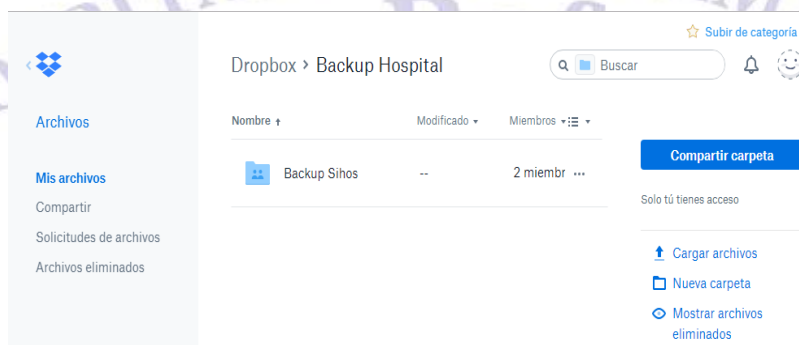 Subir de categoría
Dropbox > Backup Hospital
Buscar
Archivos
Nombre ↑ Modificado ▾ Miembros ▾
Compartir carpeta
Backup Sihos -- 2 miembr ···
Mis archivos
Solo tú tienes acceso
Compartir
Solicitudes de archivos
Cargar archivos
Archivos eliminados
Nueva carpeta
Mostrar archivos
eliminados